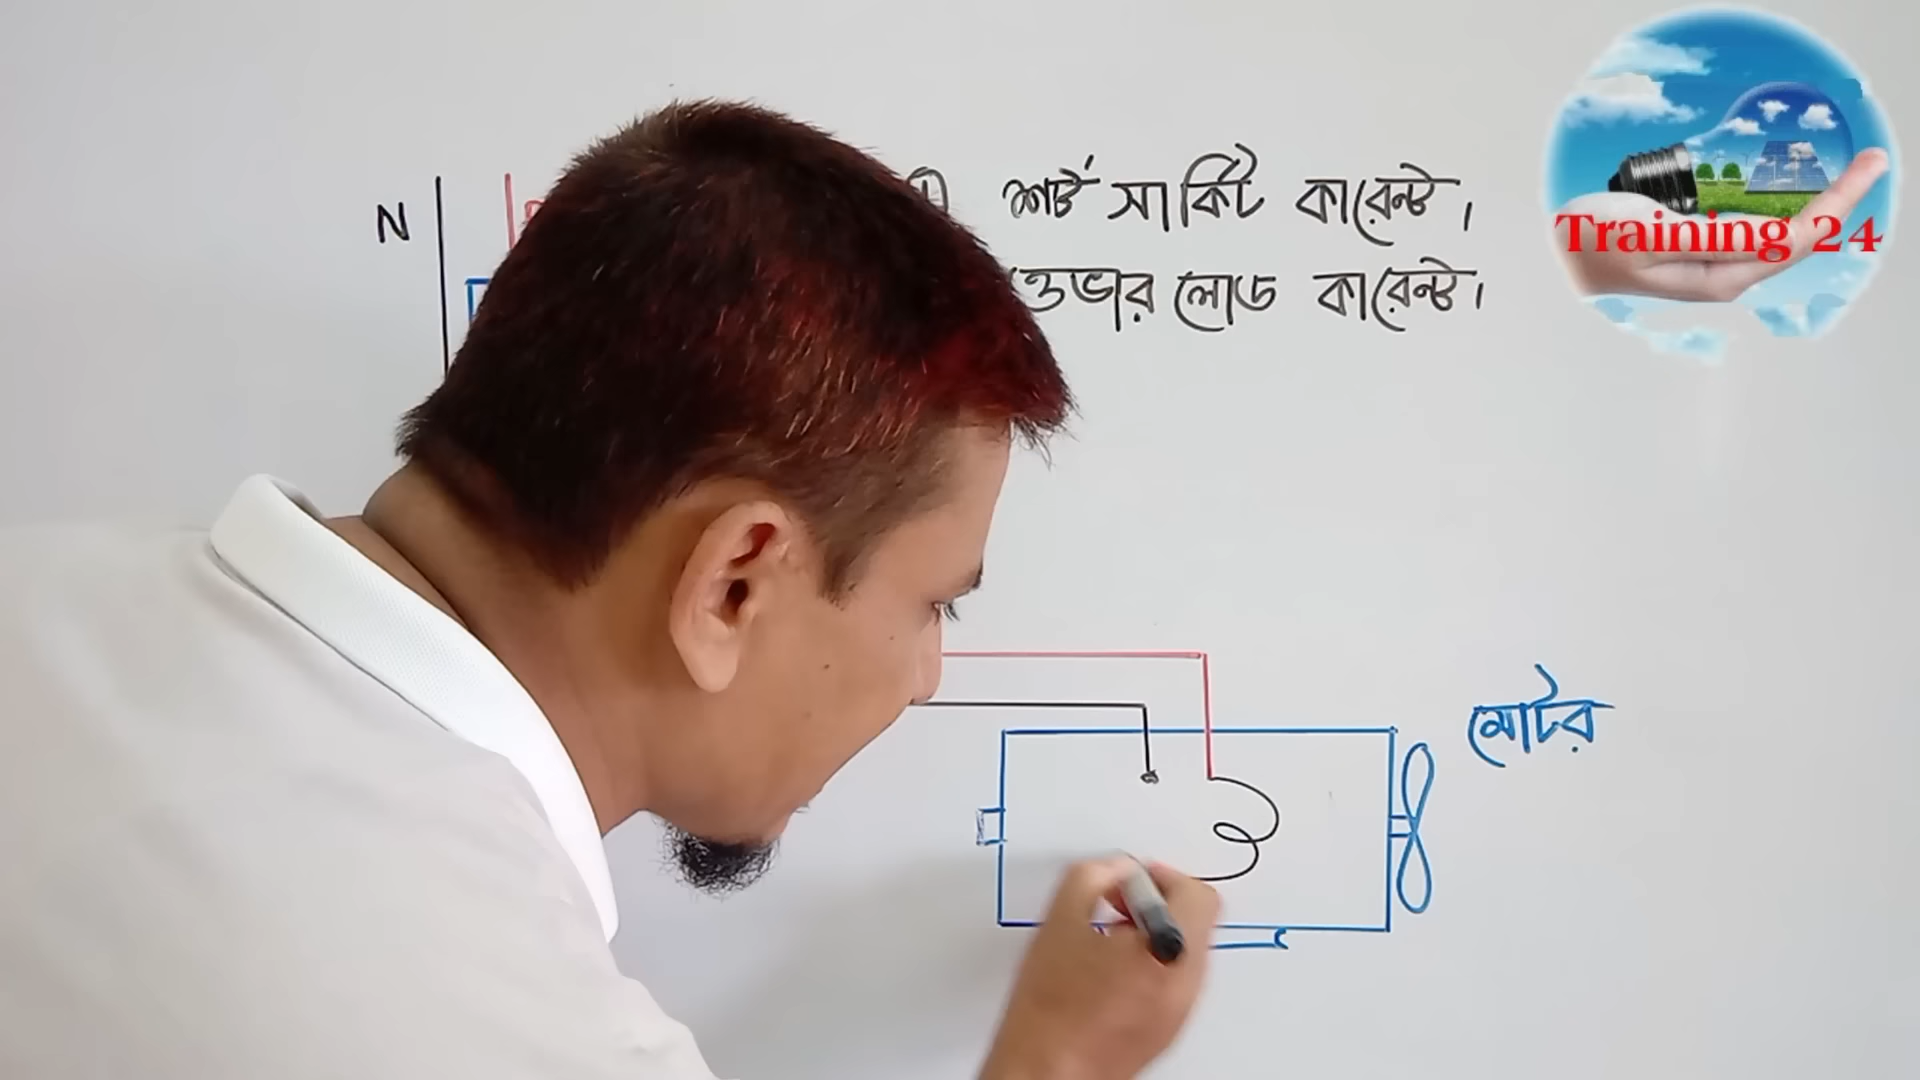 Training 24
শর্ট সার্কিট কারেন্ট।
N
ওভার লোড কারেন্ট।
মোটর